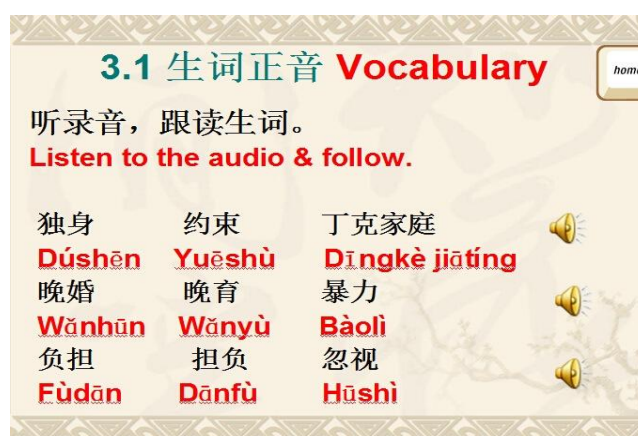 3.1 生词正音 Vocabulary
home
听录音，跟读生词。
Listen to the audio & follow.
独身 约束 丁克家庭
Dúshēn Yuēshù Dīngkè jiātíng
晚婚 晚育 暴力
Wǎnhūn Wǎnyù Bàolì
负担 担负 忽视
Fùdān Dānfù Hūshì